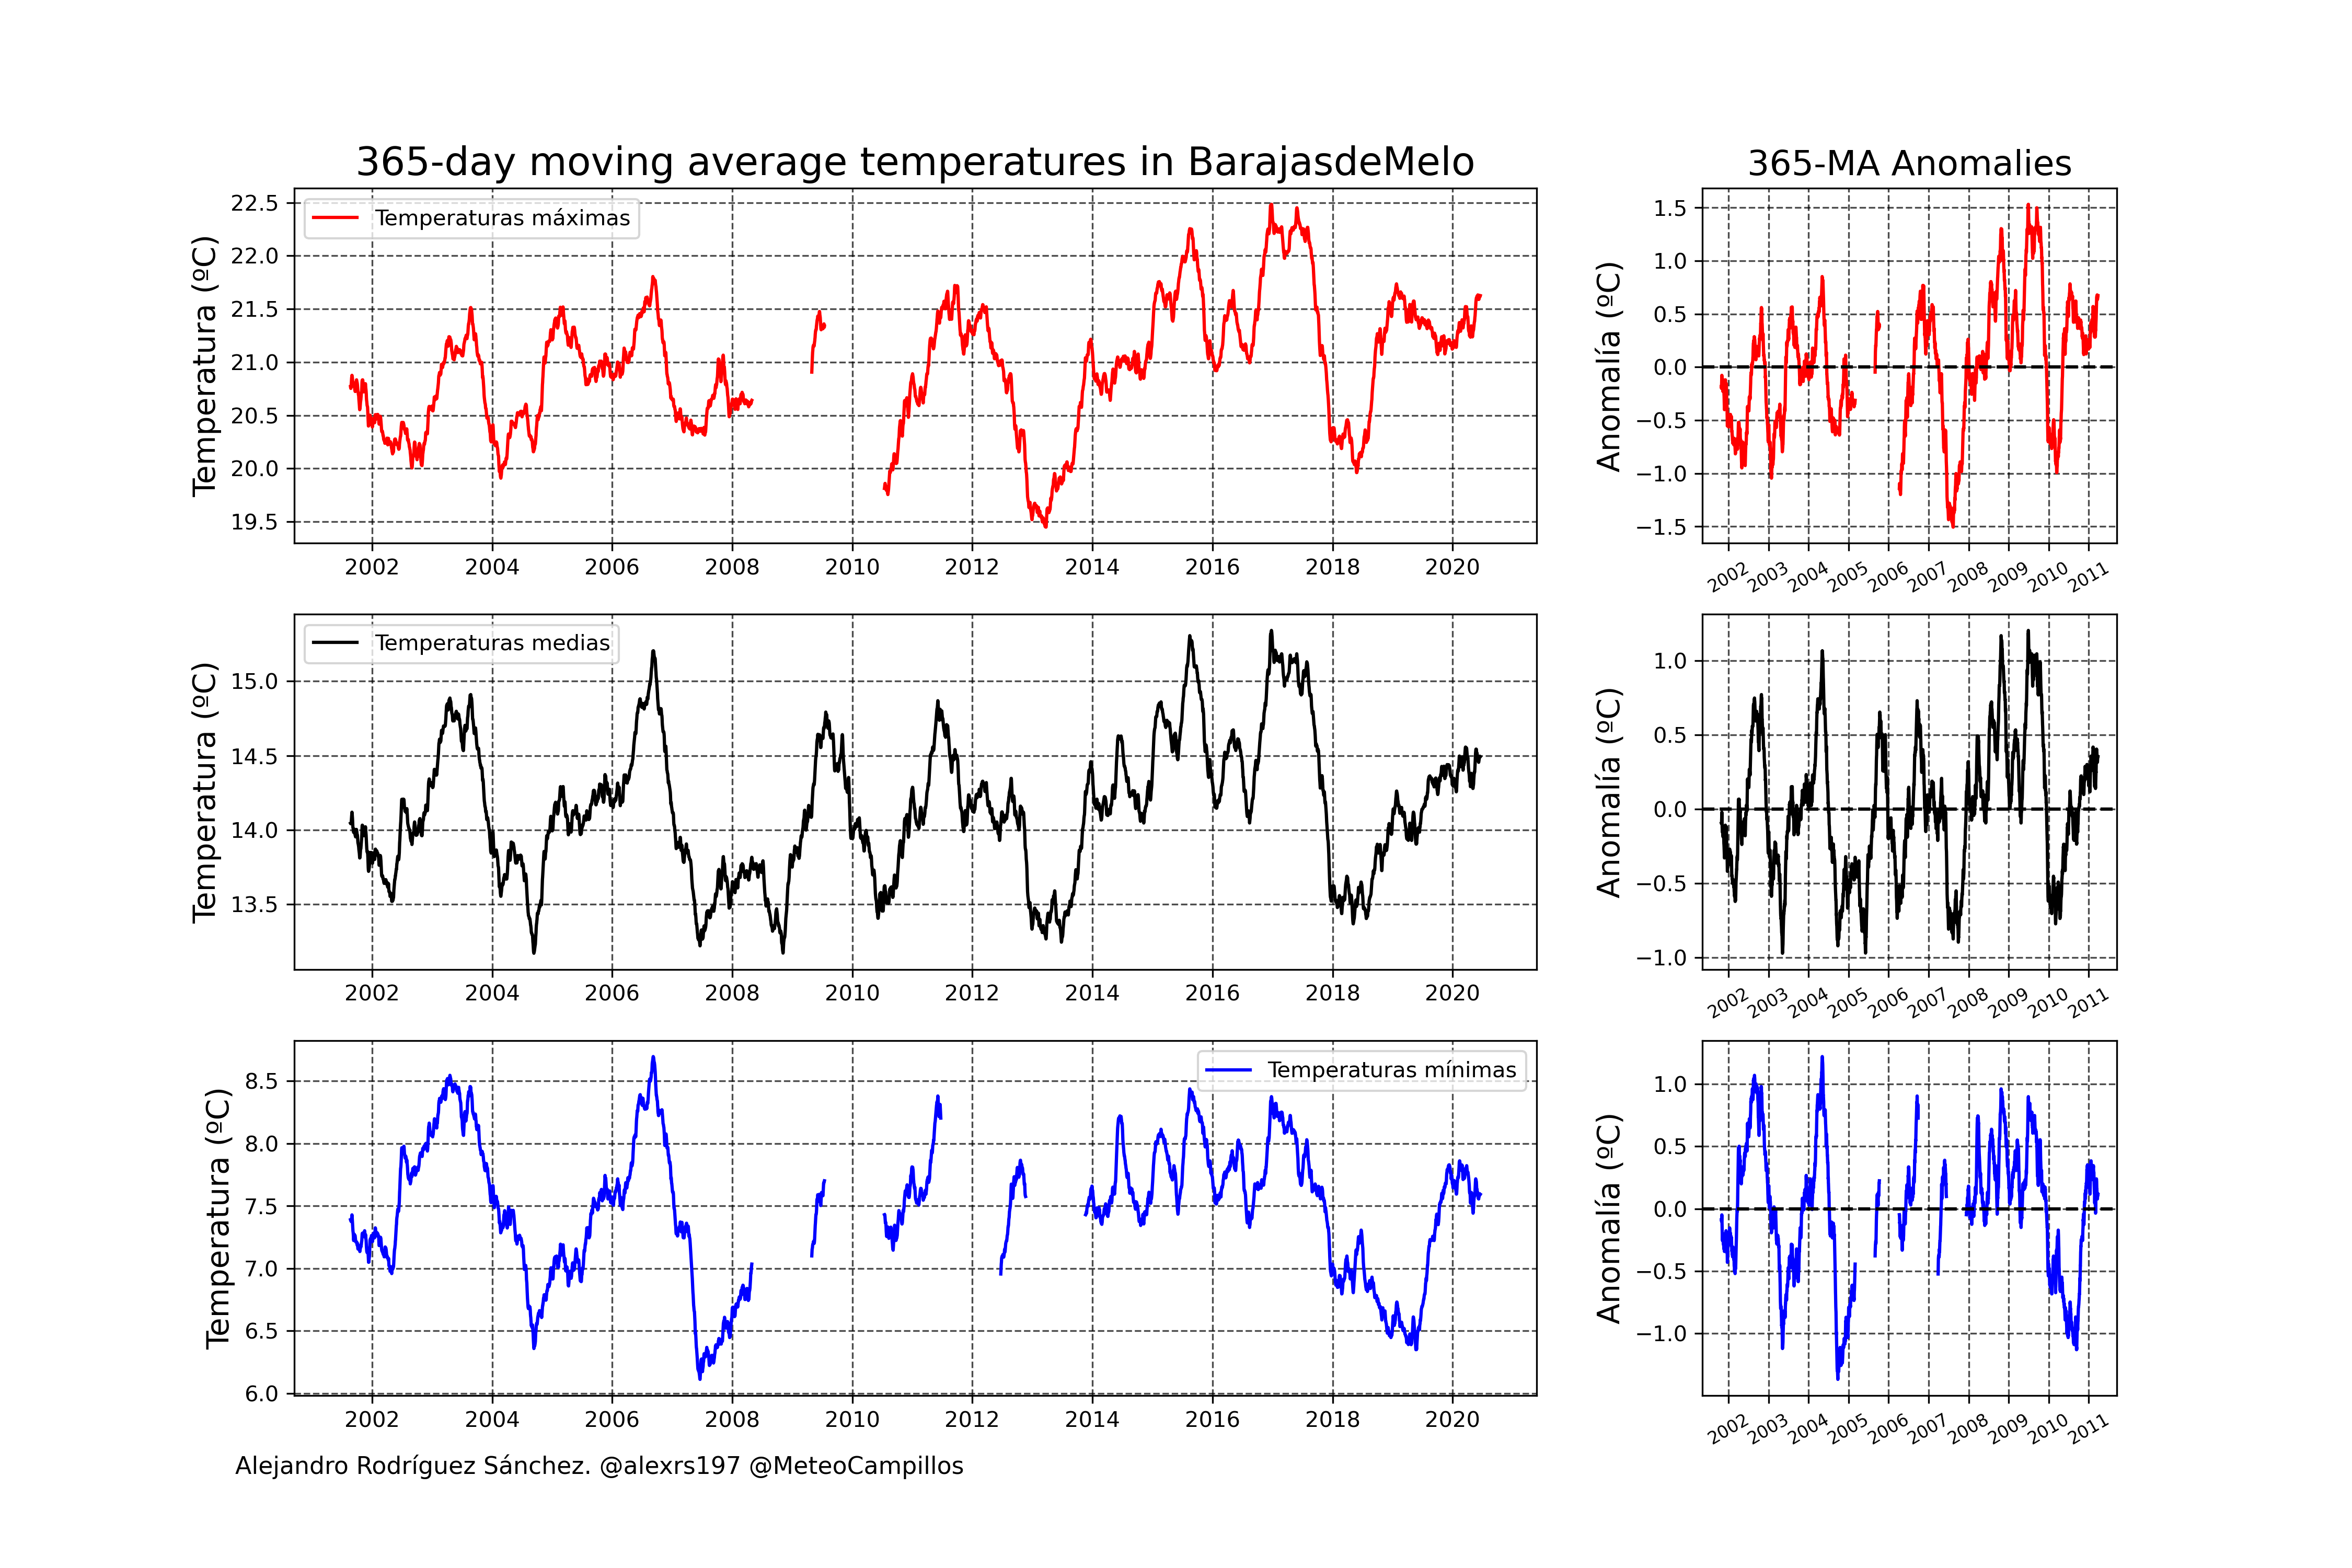 365-day moving average temperatures in BarajasdeMelo
365-MA Anomalies
Temperatura (ºC)
22.5
22.0
21.5
21.0
20.5
20.0
19.5
Temperaturas máximas
2002 2004 2006 2008 2010 2012 2014 2016 2018 2020
Anomalía (ºC)
1.5
1.0
0.5
0.0
−0.5
−1.0
−1.5
2002 2003 2004 2005 2006 2007 2008 2009 2010 2011
Temperatura (ºC)
15.0
14.5
14.0
13.5
Temperaturas medias
2002 2004 2006 2008 2010 2012 2014 2016 2018 2020
Anomalía (ºC)
1.0
0.5
0.0
−0.5
−1.0
2002 2003 2004 2005 2006 2007 2008 2009 2010 2011
Temperatura (ºC)
8.5
8.0
7.5
7.0
6.5
6.0
Temperaturas mínimas
2002 2004 2006 2008 2010 2012 2014 2016 2018 2020
Anomalía (ºC)
1.0
0.5
0.0
−0.5
−1.0
2002 2003 2004 2005 2006 2007 2008 2009 2010 2011
Alejandro Rodríguez Sánchez. @alexrs197 @MeteoCampillos